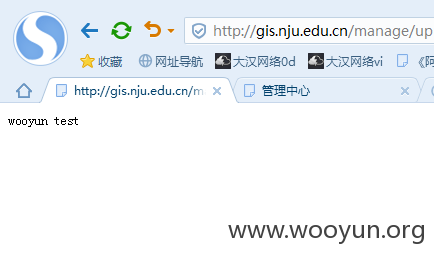 http://gis.nju.edu.cn/manage/up
收藏 网址导航 大汉网络0d 大汉网络vi 《阿
http://gis.nju.edu.cn/m 管理中心
wooyun test
www.wooyun.org